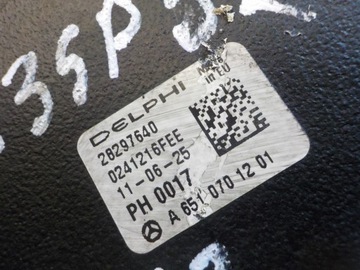 35P
DELPHI
Made
in EU
28297640
0241216FEE
11-06-25
PH 0017
A 651 070 12 01